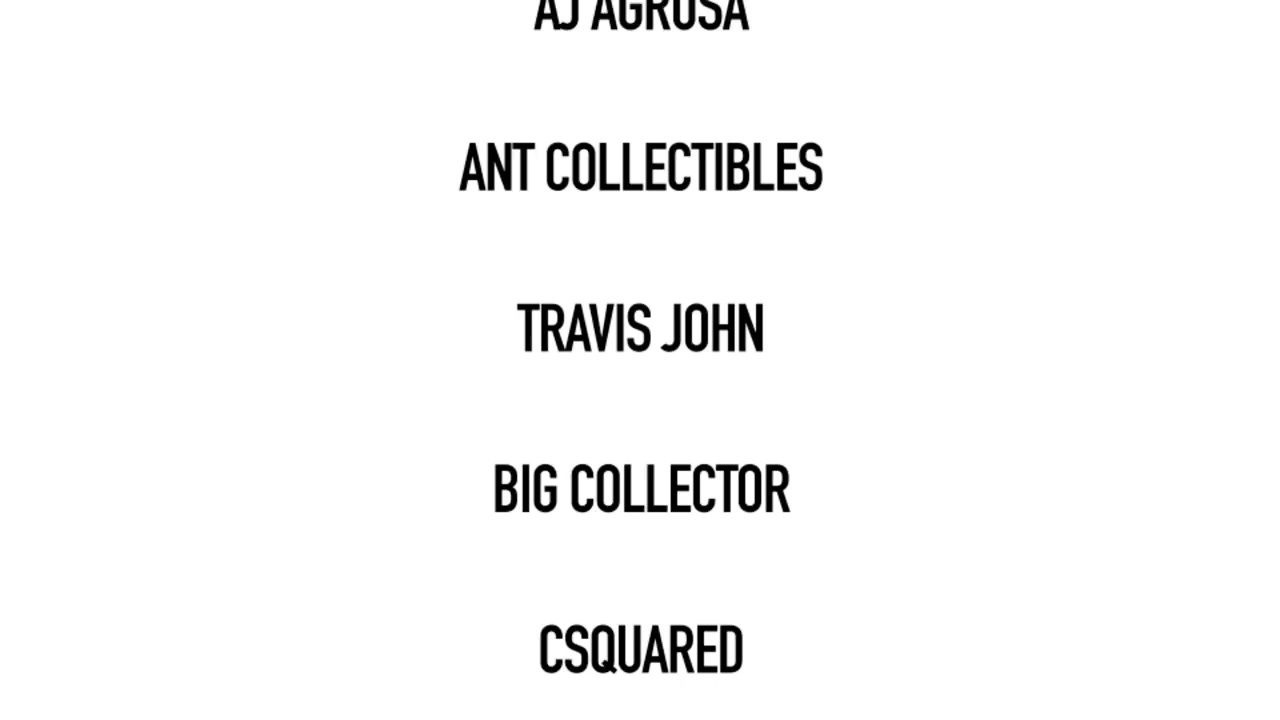 AJ AGROSA
ANT COLLECTIBLES
TRAVIS JOHN
BIG COLLECTOR
CSQUARED